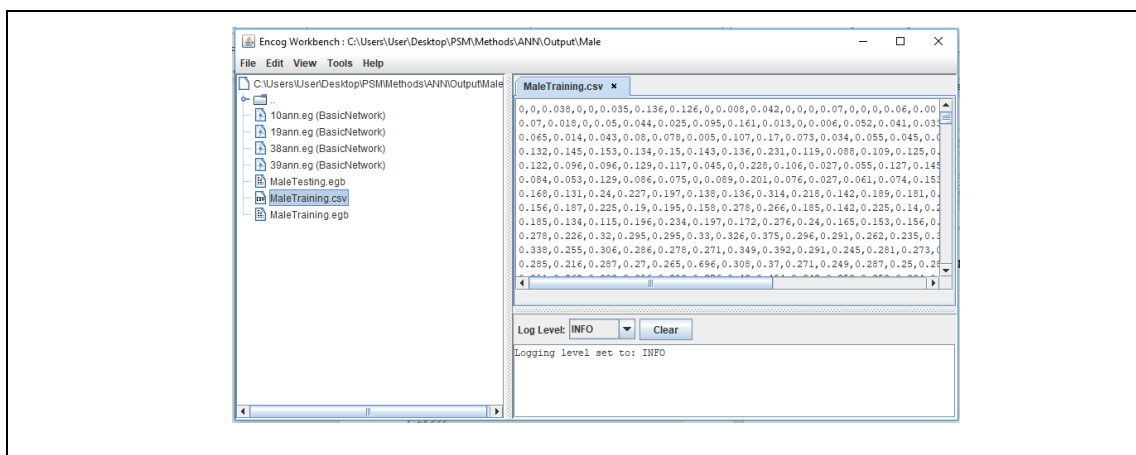 Encog Workbench : C:\Users\User\Desktop\PSM\Methods\ANN\Output\Male
File Edit View Tools Help
C:\Users\User\Desktop\PSM\Methods\ANN\Output\Male
..
10ann.eg (BasicNetwork)
19ann.eg (BasicNetwork)
38ann.eg (BasicNetwork)
39ann.eg (BasicNetwork)
MaleTesting.egb
MaleTraining.csv
MaleTraining.egb
MaleTraining.csv ×
0,0,0.038,0,0,0.035,0.136,0.126,0,0.008,0.042,0,0,0,0.07,0,0,0,0.06,0.00
0.07,0.018,0,0.05,0.044,0.025,0.095,0.161,0.013,0,0.006,0.052,0.041,0.033
0.065,0.014,0.043,0.08,0.078,0.005,0.107,0.17,0.073,0.034,0.055,0.045,0.0
0.132,0.145,0.153,0.134,0.15,0.143,0.136,0.231,0.119,0.088,0.109,0.125,0.
0.122,0.096,0.096,0.129,0.117,0.045,0,0.228,0.106,0.027,0.055,0.127,0.145
0.084,0.053,0.129,0.086,0.075,0,0.089,0.201,0.076,0.027,0.061,0.074,0.153
0.168,0.131,0.24,0.227,0.197,0.138,0.136,0.314,0.218,0.142,0.189,0.181,0.
0.156,0.187,0.225,0.19,0.195,0.158,0.278,0.266,0.185,0.142,0.225,0.14,0.2
0.185,0.134,0.115,0.196,0.234,0.197,0.172,0.276,0.24,0.165,0.153,0.156,0.
0.278,0.226,0.32,0.295,0.295,0.33,0.326,0.375,0.296,0.291,0.262,0.235,0.3
0.338,0.255,0.306,0.286,0.278,0.271,0.349,0.392,0.291,0.245,0.281,0.273,0
0.285,0.216,0.287,0.27,0.265,0.696,0.308,0.37,0.271,0.249,0.287,0.25,0.28
Log Level: INFO Clear
Logging level set to: INFO